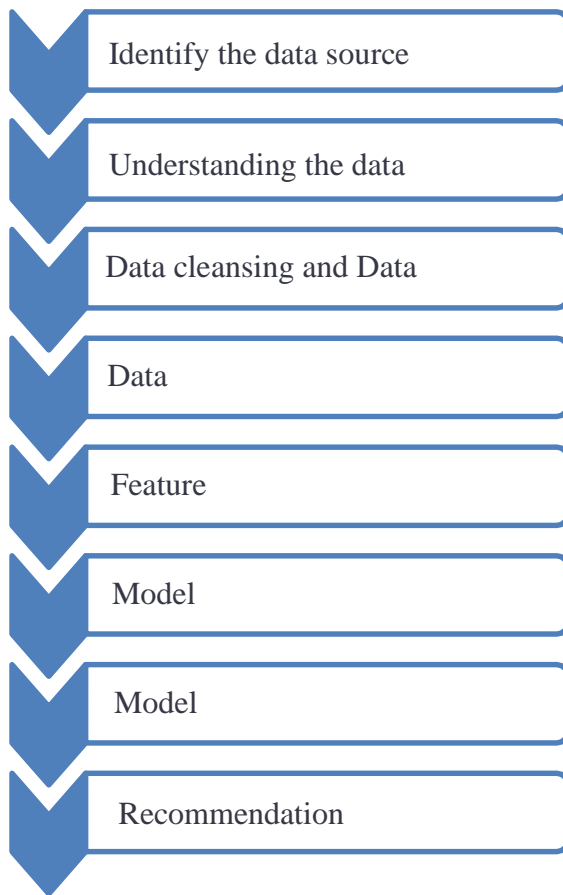 Identify the data source
Understanding the data
Data cleansing and Data
Data
Feature
Model
Model
Recommendation